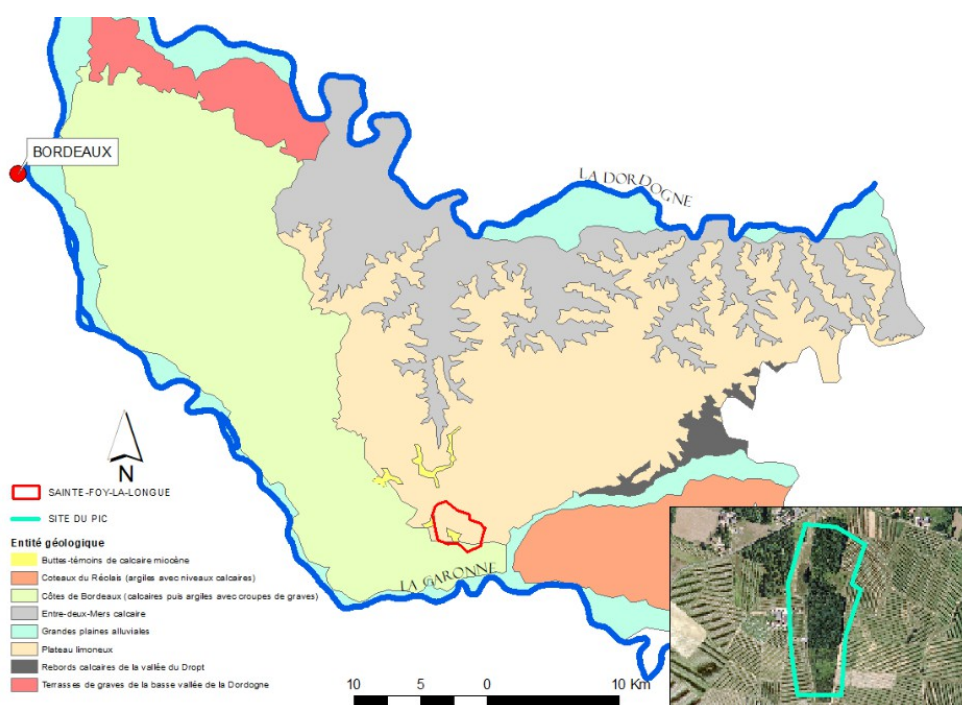 BORDEAUX
LA DORDOGNE
N
SAINTE-FOY-LA-LONGUE
SITE DU PIC
Entité géologique
Buttes-témoins de calcaire miocène
Coteaux du Réolais (argiles avec niveaux calcaires)
Côtes de Bordeaux (calcaires puis argiles avec croupes de graves)
Entre-deux-Mers calcaire
Grandes plaines alluviales
Plateau limoneux
Rebords calcaires de la vallée du Dropt
Terrasses de graves de la basse vallée de la Dordogne
LA GARONNE
10 5 0 10 Km